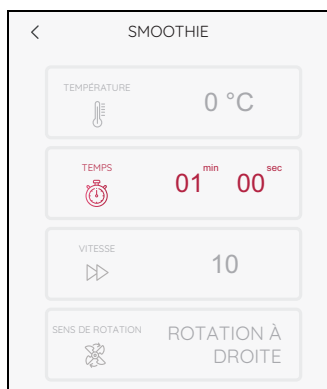 SMOOTHIE
TEMPÉRATURE
0 °C
TEMPS
01 min 00 sec
VITESSE
10
SENS DE ROTATION
ROTATION À
DROITE